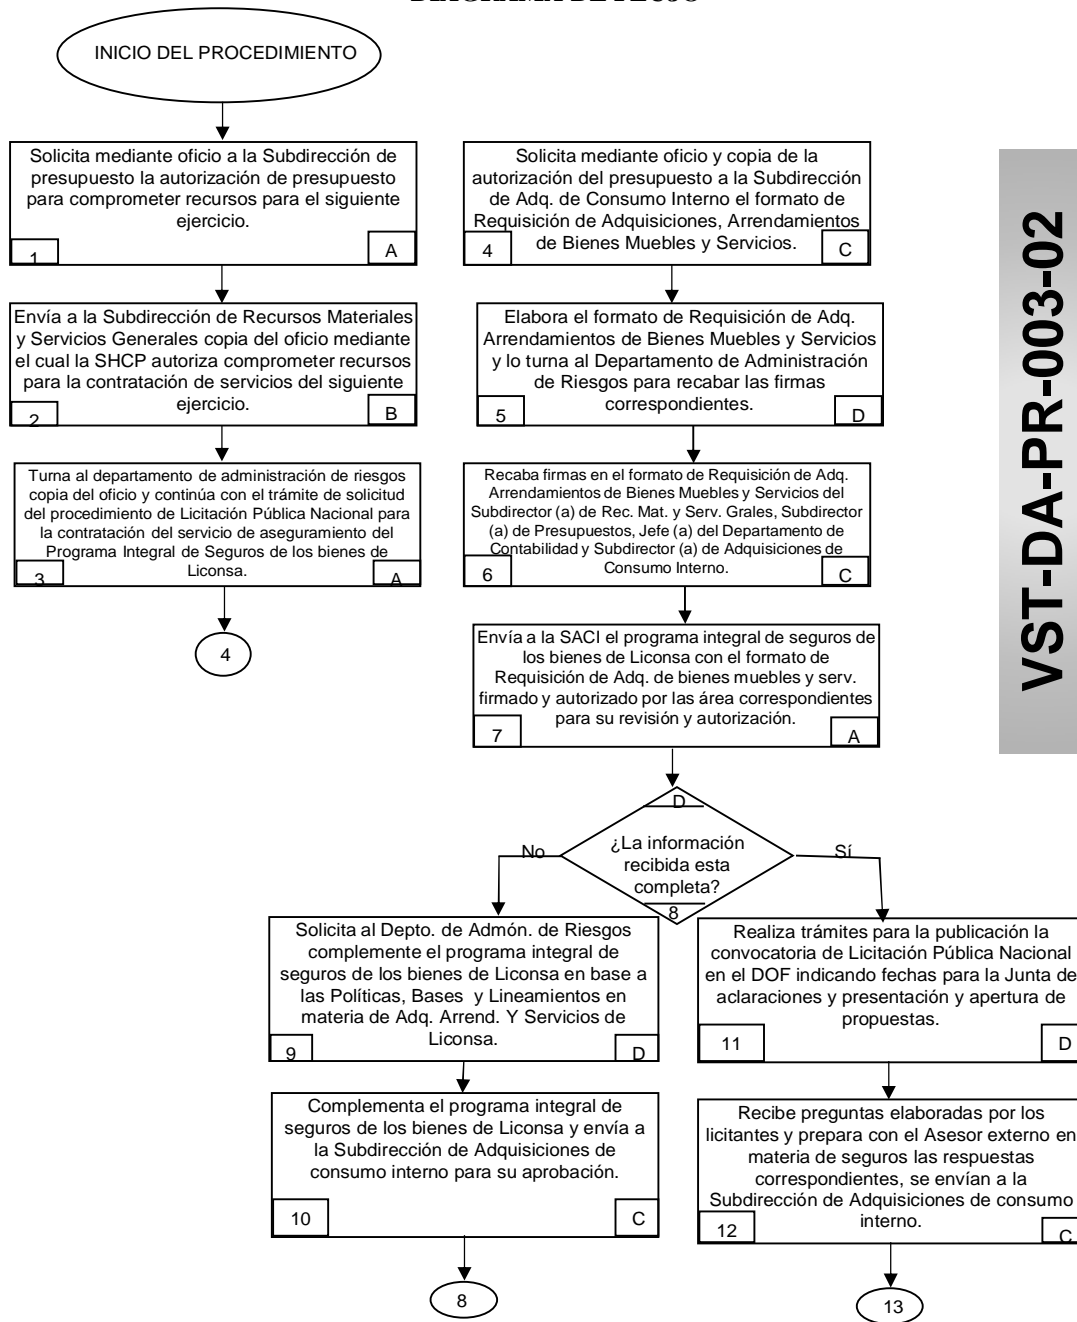 DIAGRAMA DE FLUJO
INICIO DEL PROCEDIMIENTO
Solicita mediante oficio a la Subdirección de
presupuesto la autorización de presupuesto
para comprometer recursos para el siguiente
ejercicio.
1
A
Envía a la Subdirección de Recursos Materiales
y Servicios Generales copia del oficio mediante
el cual la SHCP autoriza comprometer recursos
para la contratación de servicios del siguiente
ejercicio.
2
B
Turna al departamento de administración de riesgos
copia del oficio y continúa con el trámite de solicitud
del procedimiento de Licitación Pública Nacional para
la contratación del servicio de aseguramiento del
Programa Integral de Seguros de los bienes de
Liconsa.
3
A
4
Solicita mediante oficio y copia de la
autorización del presupuesto a la Subdirección
de Adq. de Consumo Interno el formato de
Requisición de Adquisiciones, Arrendamientos
de Bienes Muebles y Servicios.
4
C
Elabora el formato de Requisición de Adq.
Arrendamientos de Bienes Muebles y Servicios
y lo turna al Departamento de Administración
de Riesgos para recabar las firmas
correspondientes.
5
D
Recaba firmas en el formato de Requisición de Adq.
Arrendamientos de Bienes Muebles y Servicios del
Subdirector (a) de Rec. Mat. y Serv. Grales, Subdirector
(a) de Presupuestos, Jefe (a) del Departamento de
Contabilidad y Subdirector (a) de Adquisiciones de
Consumo Interno.
6
C
Envía a la SACI el programa integral de seguros de
los bienes de Liconsa con el formato de
Requisición de Adq. de bienes muebles y serv.
firmado y autorizado por las área correspondientes
para su revisión y autorización.
7
A
D
¿La información
recibida esta
completa?
8
No
Sí
Solicita al Depto. de Admón. de Riesgos
complemente el programa integral de
seguros de los bienes de Liconsa en base a
las Políticas, Bases y Lineamientos en
materia de Adq. Arrend. Y Servicios de
Liconsa.
9
D
Complementa el programa integral de
seguros de los bienes de Liconsa y envía a
la Subdirección de Adquisiciones de
consumo interno para su aprobación.
10
C
8
Realiza trámites para la publicación la
convocatoria de Licitación Pública Nacional
en el DOF indicando fechas para la Junta de
aclaraciones y presentación y apertura de
propuestas.
11
D
Recibe preguntas elaboradas por los
licitantes y prepara con el Asesor externo en
materia de seguros las respuestas
correspondientes, se envían a la
Subdirección de Adquisiciones de consumo
interno.
12
C
13
VST-DA-PR-003-02